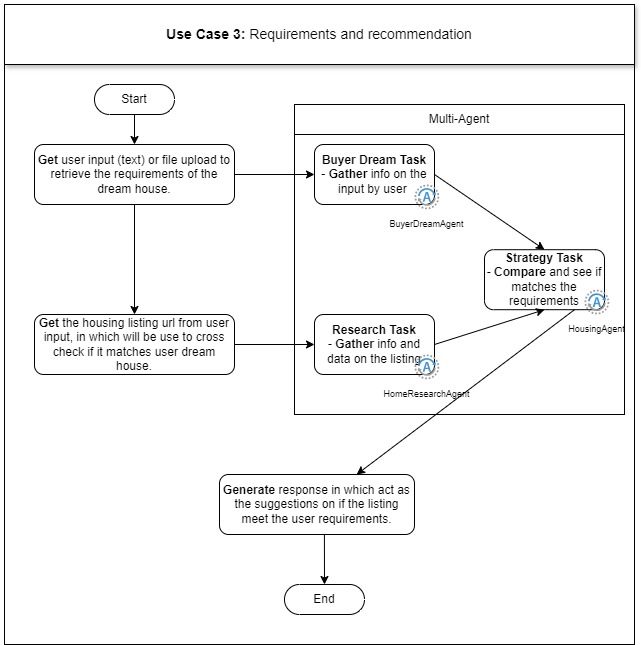 Use Case 3: Requirements and recommendation
Start
Multi-Agent
Get user input (text) or file upload to
retrieve the requirements of the
dream house.
Buyer Dream Task
- Gather info on the
input by user
A
BuyerDreamAgent
Strategy Task
- Compare and see if
matches the
requirements
A
HousingAgent
Get the housing listing url from user
input, in which will be use to cross
check if it matches user dream
house.
Research Task
- Gather info and
data on the listing
A
HomeResearchAgent
Generate response in which act as
the suggestions on if the listing
meet the user requirements.
End